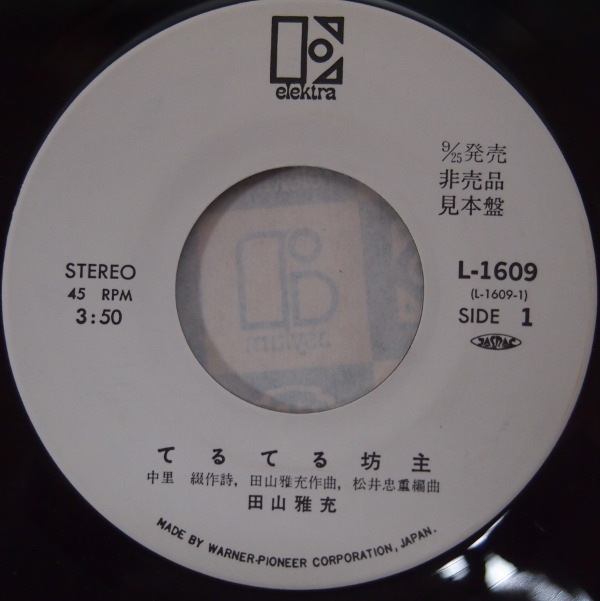 elektra
9/25発売
非売品
見本盤
STEREO
45 RPM
3:50
L-1609
(L-1609-1)
SIDE 1
JASRAC
asylum
てるてる坊主
中里 綴作詩, 田山雅充作曲, 松井忠重編曲
田山雅充
MADE BY WARNER-PIONEER CORPORATION, JAPAN.